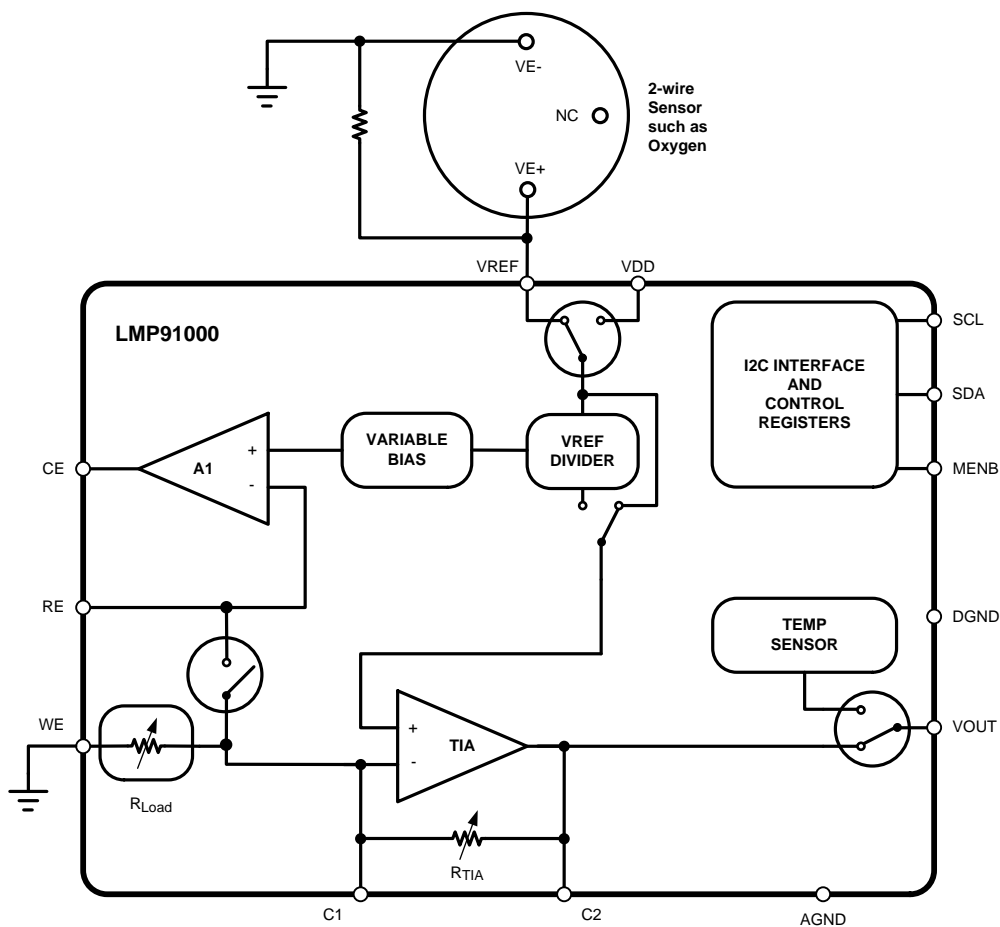 VE-
NC
2-wire
Sensor
such as
Oxygen
VE+
VREF
VDD
LMP91000
I2C INTERFACE
AND
CONTROL
REGISTERS
SCL
SDA
MENB
CE
A1
+
-
VARIABLE
BIAS
VREF
DIVIDER
RE
DGND
TEMP
SENSOR
WE
RLoad
+
-
TIA
VOUT
RTIA
C1
C2
AGND